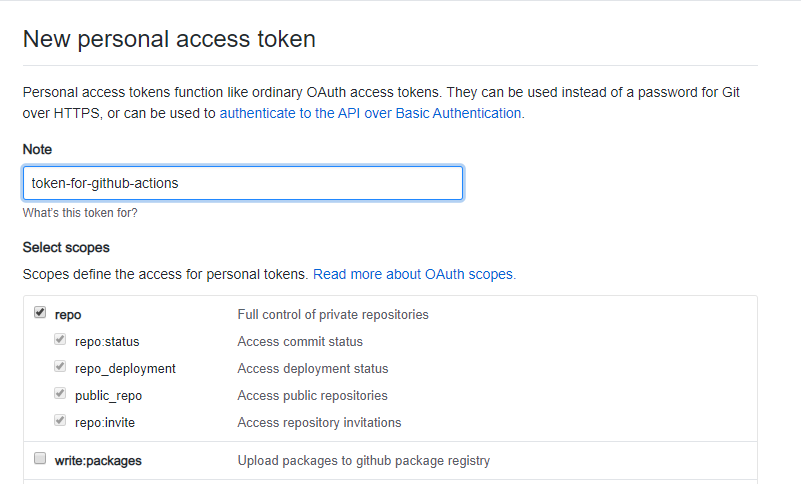 New personal access token
Personal access tokens function like ordinary OAuth access tokens. They can be used instead of a password for Git
over HTTPS, or can be used to authenticate to the API over Basic Authentication.
Note
token-for-github-actions
What's this token for?
Select scopes
Scopes define the access for personal tokens. Read more about OAuth scopes.
repo Full control of private repositories
repo:status Access commit status
repo_deployment Access deployment status
public_repo Access public repositories
repo:invite Access repository invitations
write:packages Upload packages to github package registry